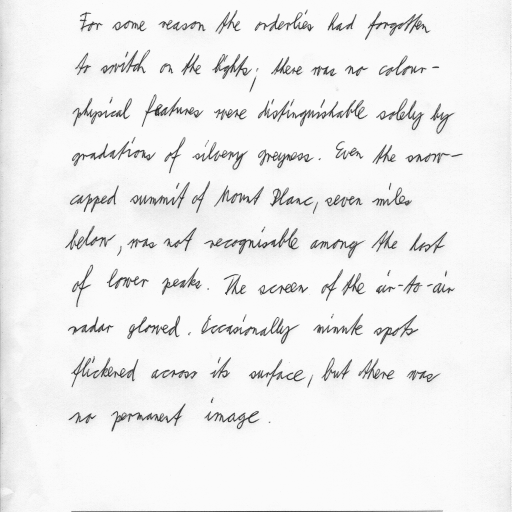 For some reason the orderlies had forgotten
to switch on the lights; there was no colour-
physical features were distinguishable solely by
gradations of silvery greyness. Even the snow-
capped summit of Mount Blanc, seven miles
below, was not recognisable among the host
of lower peaks. The screen of the air-to-air
radar glowed. Occasionally minute spots
flickered across its surface, but there was
no permanent image.